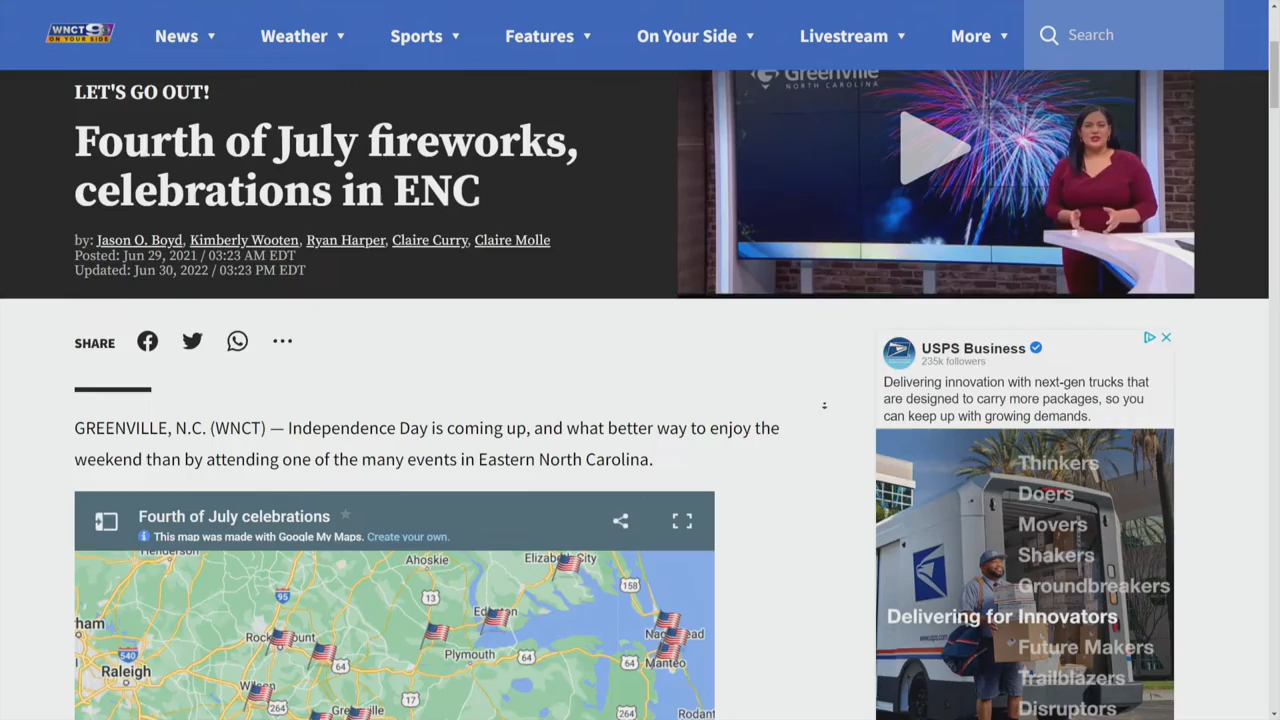 WNCT 9
ON YOUR SIDE
News
Weather
Sports
Features
On Your Side
Livestream
More
Search
LET'S GO OUT!
Fourth of July fireworks,
celebrations in ENC
by: Jason O. Boyd, Kimberly Wooten, Ryan Harper, Claire Curry, Claire Molle
Posted: Jun 29, 2021 / 03:23 AM EDT
Updated: Jun 30, 2022 / 03:23 PM EDT
Greenville
NORTH CAROLINA
SHARE
GREENVILLE, N.C. (WNCT) — Independence Day is coming up, and what better way to enjoy the
weekend than by attending one of the many events in Eastern North Carolina.
Fourth of July celebrations
This map was made with Google My Maps. Create your own.
Henderson
Ahoskie
Elizabeth City
158
95
13
Edenton
Rocky Mount
Nags Head
64
Plymouth
64
64
Manteo
540
Raleigh
Wilson
264
17
Greenville
264
Rodant
USPS Business
235k followers
Delivering innovation with next-gen trucks that
are designed to carry more packages, so you
can keep up with growing demands.
Thinkers
Doers
Movers
Shakers
Groundbreakers
Delivering for Innovators
Future Makers
Trailblazers
Disruptors